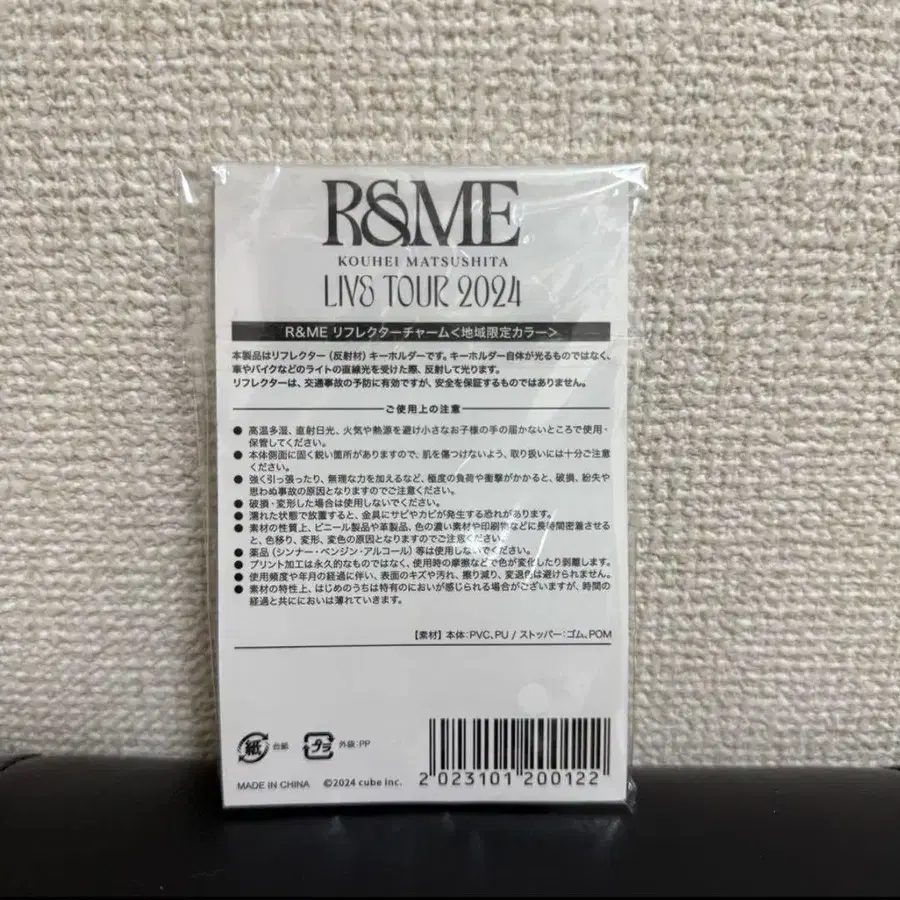 R&ME
KOUHEI MATSUSHITA
LIVE TOUR 2024
R&ME リフレクターチャーム<地域限定カラー>
本製品はリフレクター（反射材）キーホルダーです。キーホルダー自体が光るものではなく、
車やバイクなどのライトの直線光を受けた際、反射して光ります。
リフレクターは、交通事故の予防に有効ですが、安全を保証するものではありません。
ご使用上の注意
● 高温多湿、直射日光、火気や熱源を避け小さなお子様の手の届かないところで使用・
保管してください。
● 本体側面に固く鋭い箇所がありますので、肌を傷つけないよう、取り扱いには十分ご注意
ください。
● 強く引っ張ったり、無理な力を加えるなど、極度の負荷や衝撃がかかると、破損、紛失や
思わぬ事故の原因となりますのでご注意ください。
● 破損・変形した場合は使用しないでください。
● 濡れた状態で放置すると、金具にサビやカビが発生する恐れがあります。
● 素材の性質上、ビニール製品や革製品、色の濃い素材や印刷物などに長時間密着させる
と、色移り、変形、変色の原因となりますのでご注意ください。
● 薬品（シンナー・ベンジン・アルコール）等は使用しないでください。
● プリント加工は永久的なものではなく、使用時の摩擦などで色が変化したり剥離します。
● 使用頻度や年月の経過に伴い、表面のキズや汚れ、擦り減り、変退色は避けられません。
● 素材の特性上、はじめのうちは特有のにおいが感じられる場合がございますが、時間の
経過と共ににおいは薄れていきます。
【素材】本体：PVC、PU / ストッパー：ゴム、POM
紙 台紙 プラ 外袋：PP
MADE IN CHINA ©2024 cube inc.
2 023101 200122